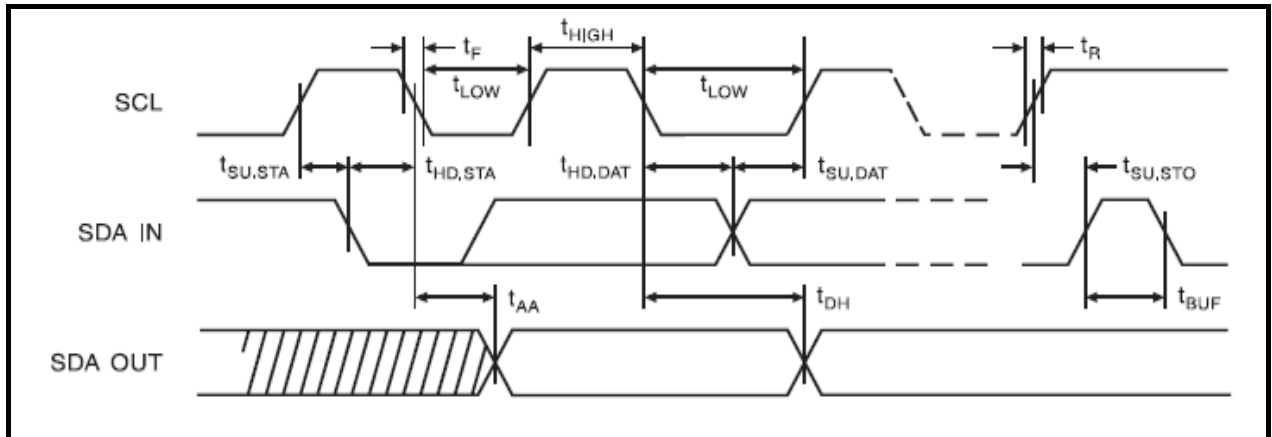 tF
tHIGH
tR
SCL
tLOW
tLOW
tSU,STA
tHD,STA
tHD,DAT
tSU,DAT
tSU,STO
SDA IN
tAA
tDH
tBUF
SDA OUT